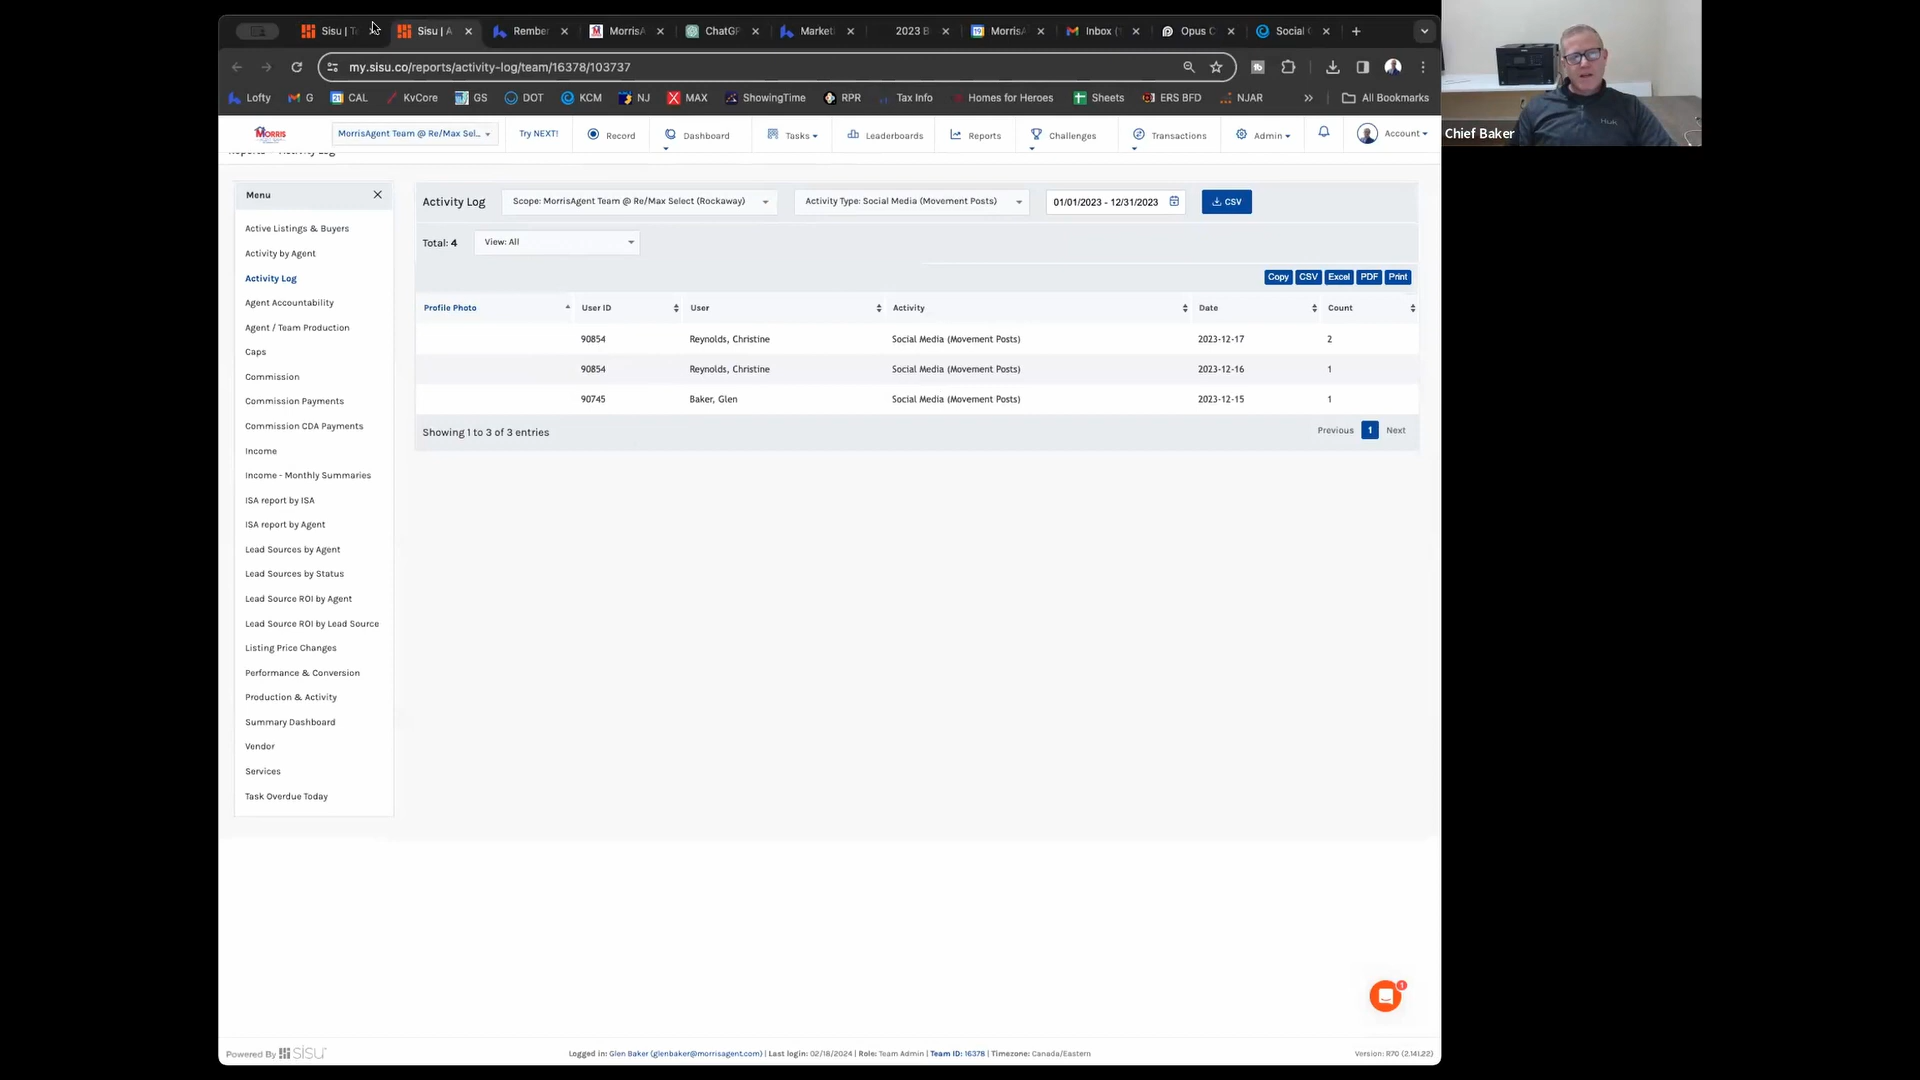 Sisu | T
Sisu | A
Rember
MorrisA
ChatGP
Market
2023 B
MorrisA
Inbox (
Opus C
Social
my.sisu.co/reports/activity-log/team/16378/103737
Lofty
G
CAL
KvCore
GS
DOT
KCM
NJ
MAX
ShowingTime
RPR
Tax Info
Homes for Heroes
Sheets
ERS BFD
NJAR
»
All Bookmarks
Chief Baker
MORRIS
MorrisAgent Team @ Re/Max Sel...
Try NEXT!
Record
Dashboard
Tasks
Leaderboards
Reports
Challenges
Transactions
Admin
Account
Menu
Active Listings & Buyers
Activity by Agent
Activity Log
Agent Accountability
Agent / Team Production
Caps
Commission
Commission Payments
Commission CDA Payments
Income
Income - Monthly Summaries
ISA report by ISA
ISA report by Agent
Lead Sources by Agent
Lead Sources by Status
Lead Source ROI by Agent
Lead Source ROI by Lead Source
Listing Price Changes
Performance & Conversion
Production & Activity
Summary Dashboard
Vendor
Services
Task Overdue Today
Activity Log
Scope: MorrisAgent Team @ Re/Max Select (Rockaway)
Activity Type: Social Media (Movement Posts)
01/01/2023 - 12/31/2023
CSV
Total: 4
View: All
Copy CSV Excel PDF Print
Profile Photo User ID User Activity Date Count
90854 Reynolds, Christine Social Media (Movement Posts) 2023-12-17 2
90854 Reynolds, Christine Social Media (Movement Posts) 2023-12-16 1
90745 Baker, Glen Social Media (Movement Posts) 2023-12-15 1
Showing 1 to 3 of 3 entries
Previous 1 Next
1
Powered By sisu
Logged in: Glen Baker (glenbaker@morrisagent.com) | Last login: 02/18/2024 | Role: Team Admin | Team ID: 16378 | Timezone: Canada/Eastern
Version: R70 (2.141.22)